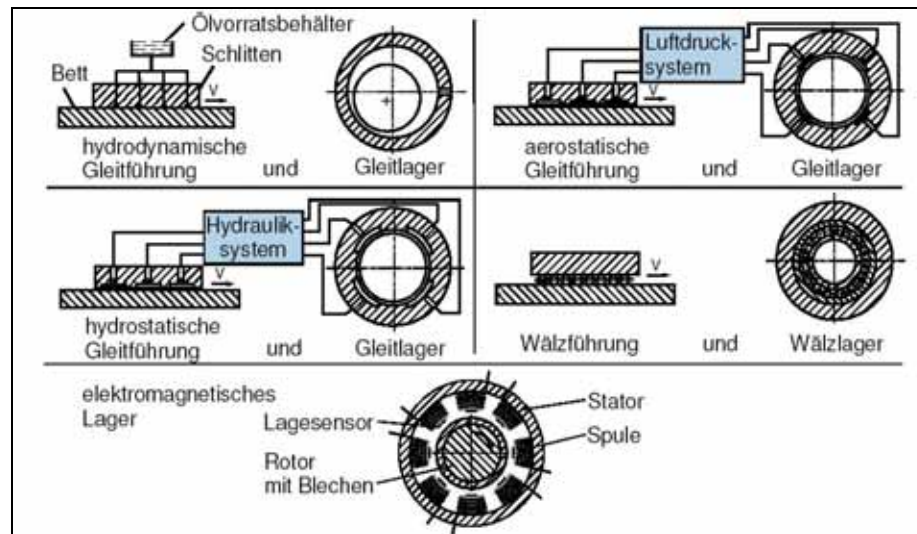 Ölvorratsbehälter
Schlitten
Bett
v
hydrodynamische
Gleitführung und Gleitlager
Luftdruck-
system
v
aerostatische
Gleitführung und Gleitlager
Hydraulik-
system
v
hydrostatische
Gleitführung und Gleitlager
v
Wälzführung und Wälzlager
elektromagnetisches
Lager
Lagesensor
Rotor
mit Blechen
Stator
Spule